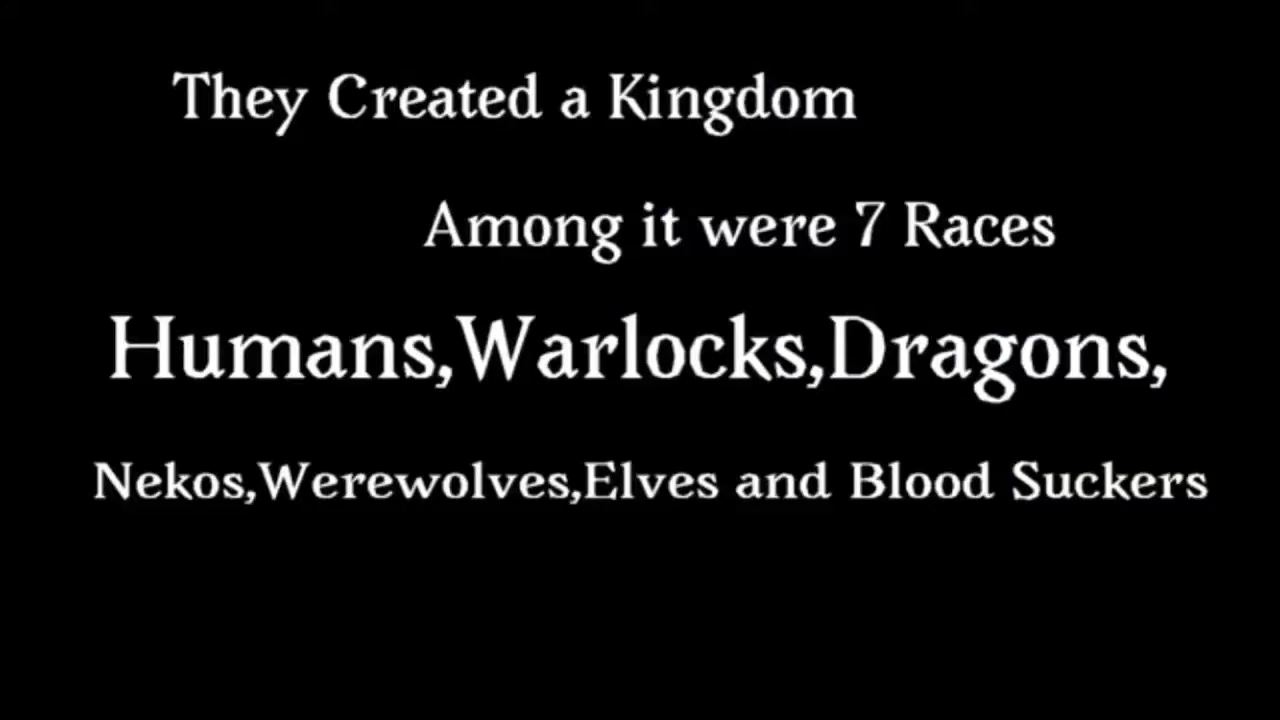 They Created a Kingdom
Among it were 7 Races
Humans,Warlocks,Dragons,
Nekos,Werewolves,Elves and Blood Suckers